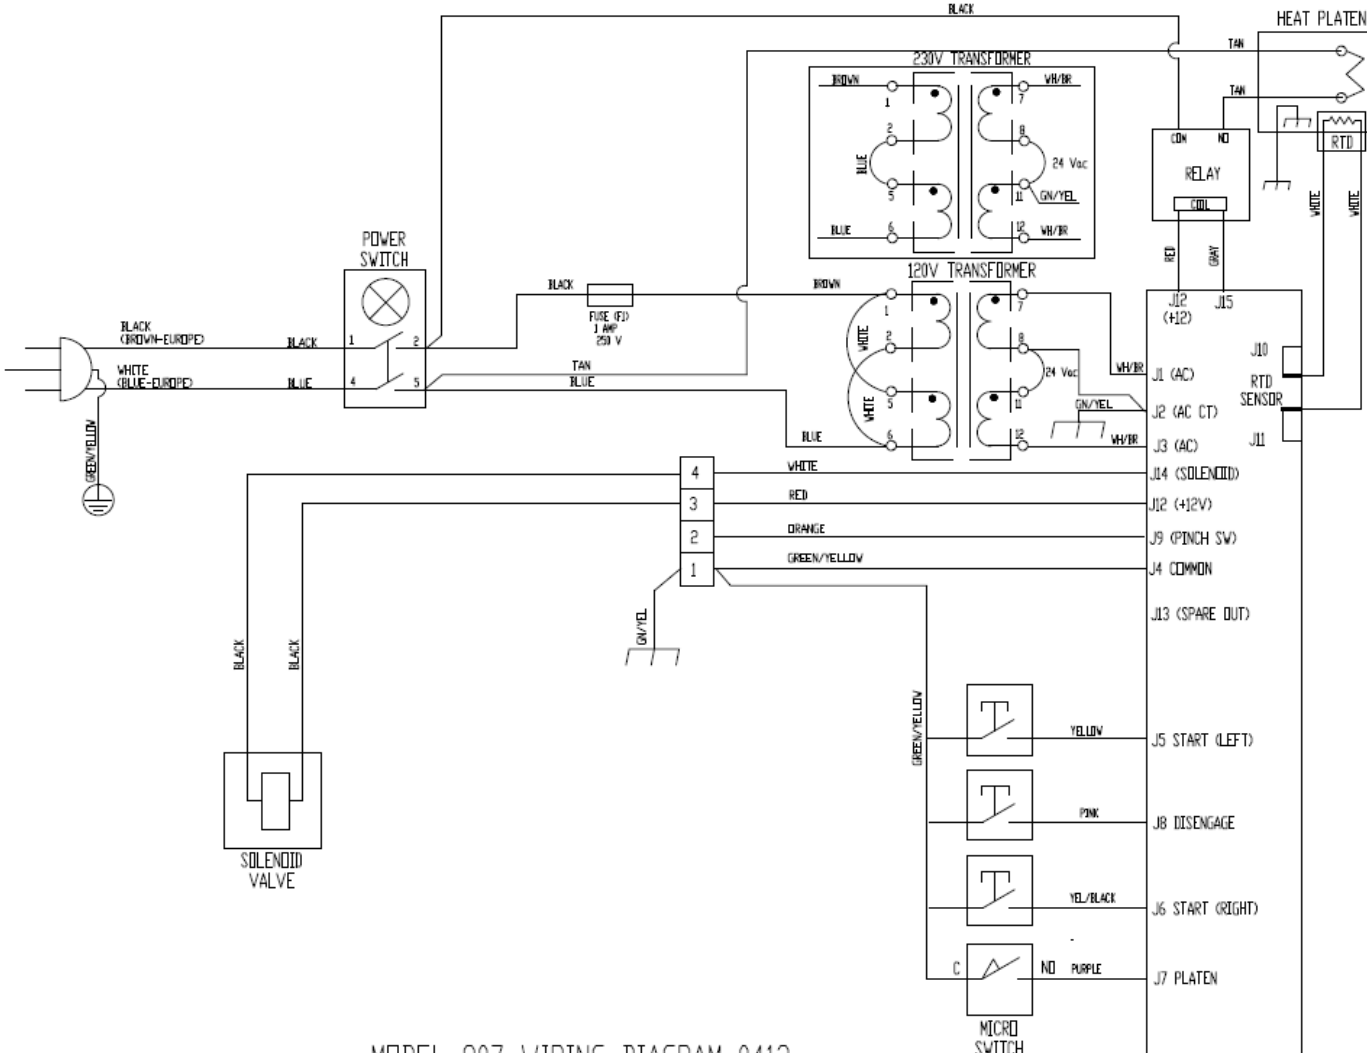 BLACK
HEAT PLATEN
TAN
230V TRANSFORMER
BROWN
WH/BR
1
7
TAN
2
8
BLUE
24 Vac
5
11
GN/YEL
BLUE
6
12
WH/BR
COM
NO
RELAY
COIL
RTD
WHITE
WHITE
RED
GRAY
POWER
SWITCH
120V TRANSFORMER
BLACK
BROWN
FUSE (F1)
1 AMP
250 V
1
7
WHITE
2
8
24 Vac
WHITE
5
11
6
12
BLACK
(BROWN-EUROPE)
BLACK
1
2
WHITE
(BLUE-EUROPE)
BLUE
4
5
TAN
BLUE
BLUE
GREEN/YELLOW
WH/BR
GN/YEL
WH/BR
J12
(+12)
J15
J10
RTD
SENSOR
J11
J1 (AC)
J2 (AC CT)
J3 (AC)
4
WHITE
J14 (SOLENOID)
3
RED
J12 (+12V)
2
ORANGE
J9 (PINCH SW)
1
GREEN/YELLOW
J4 COMMON
J13 (SPARE OUT)
GN/YEL
BLACK
BLACK
SOLENOID
VALVE
GREEN/YELLOW
YELLOW
J5 START (LEFT)
PINK
J8 DISENGAGE
YEL/BLACK
J6 START (RIGHT)
C
NO
PURPLE
J7 PLATEN
MICRO
SWITCH
MODEL 907 WIRING DIAGRAM 0412